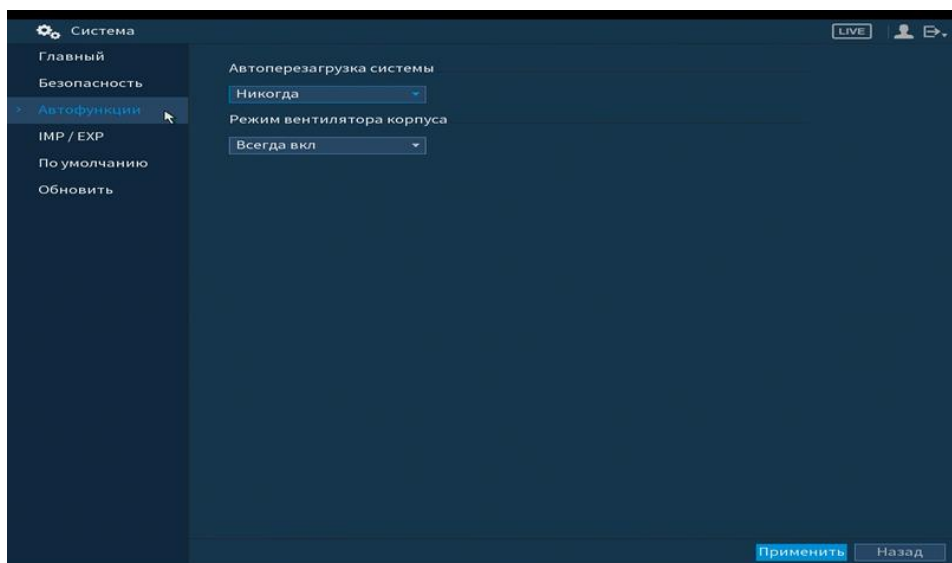 Система
LIVE
Главный
Безопасность
Автофункции
IMP / EXP
По умолчанию
Обновить
Автоперезагрузка системы
Никогда
Режим вентилятора корпуса
Всегда вкл
Применить
Назад